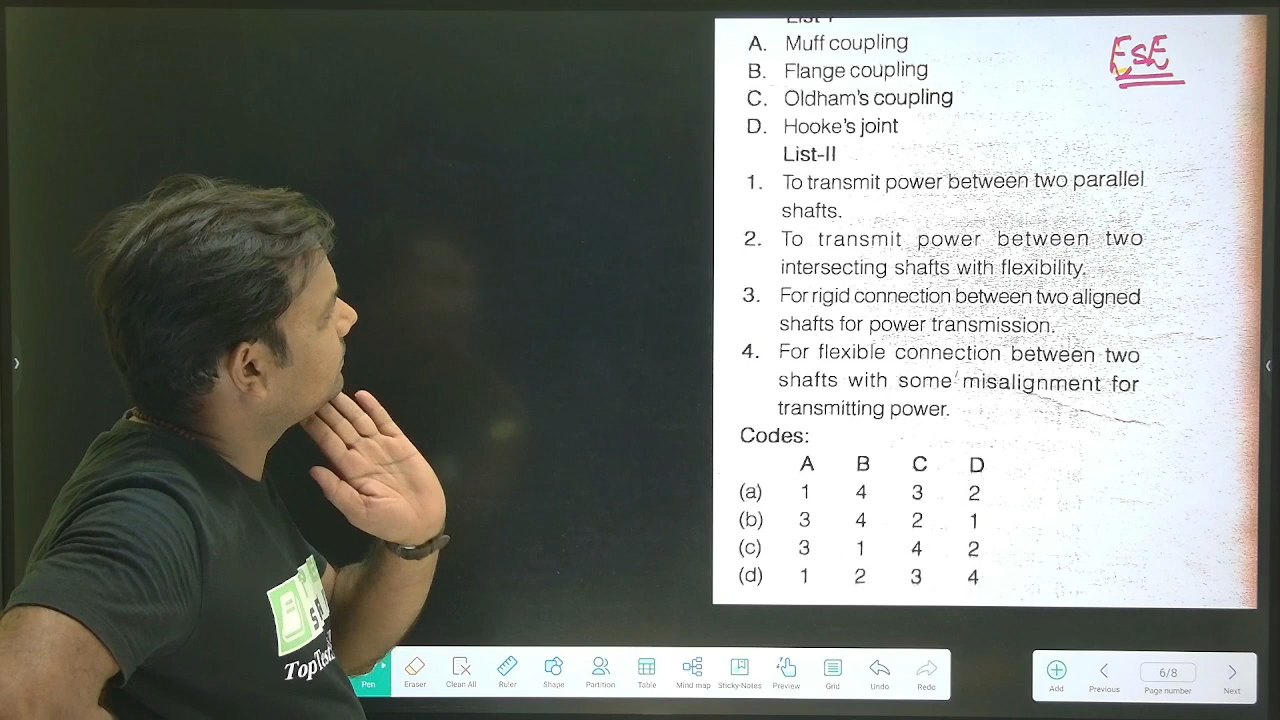 List-I
A. Muff coupling
ESE
B. Flange coupling
C. Oldham's coupling
D. Hooke's joint
List-II
1. To transmit power between two parallel
shafts.
2. To transmit power between two
intersecting shafts with flexibility.
3. For rigid connection between two aligned
shafts for power transmission.
4. For flexible connection between two
shafts with some misalignment for
transmitting power.
Codes:
A B C D
(a) 1 4 3 2
(b) 3 4 2 1
(c) 3 1 4 2
(d) 1 2 3 4
Pen Eraser Clean All Ruler Shape Partition Table Mind map Sticky-Notes Preview Grid Undo Redo
Add Previous 6/8 Page number Next